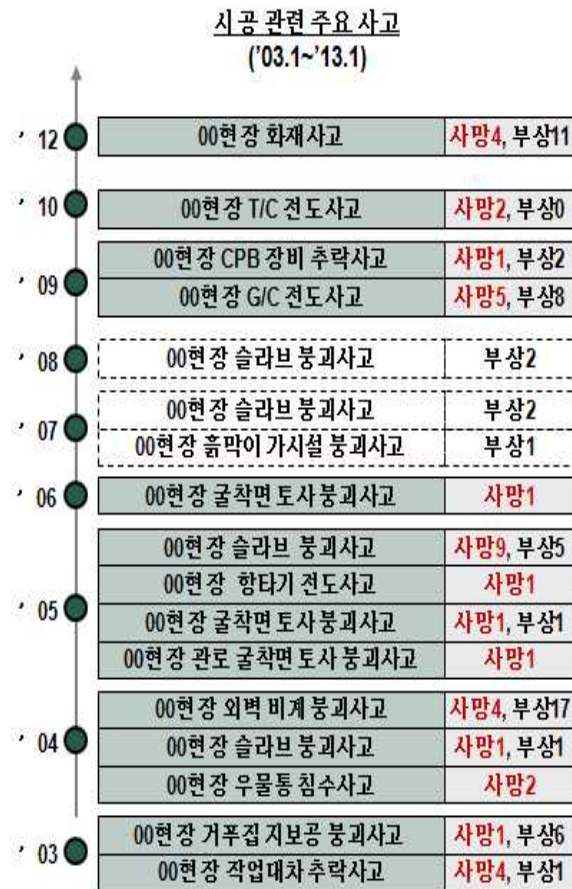 시공 관련 주요 사고
('03.1~'13.1)
' 12 00현장 화재사고 사망4, 부상11
' 10 00현장 T/C 전도사고 사망2, 부상0
' 09 00현장 CPB 장비 추락사고 사망1, 부상2
00현장 G/C 전도사고 사망5, 부상8
' 08 00현장 슬라브 붕괴사고 부상2
' 07 00현장 슬라브 붕괴사고 부상2
00현장 흙막이 가시설 붕괴사고 부상1
' 06 00현장 굴착면 토사붕괴사고 사망1
' 05 00현장 슬라브 붕괴사고 사망9, 부상5
00현장 항타기 전도사고 사망1
00현장 굴착면 토사붕괴사고 사망1, 부상1
00현장 관로 굴착면 토사 붕괴사고 사망1
' 04 00현장 외벽 비계 붕괴사고 사망4, 부상17
00현장 슬라브 붕괴사고 사망1, 부상1
00현장 우물통 침수사고 사망2
' 03 00현장 거푸집 지보공 붕괴사고 사망1, 부상6
00현장 작업대차 추락사고 사망4, 부상1